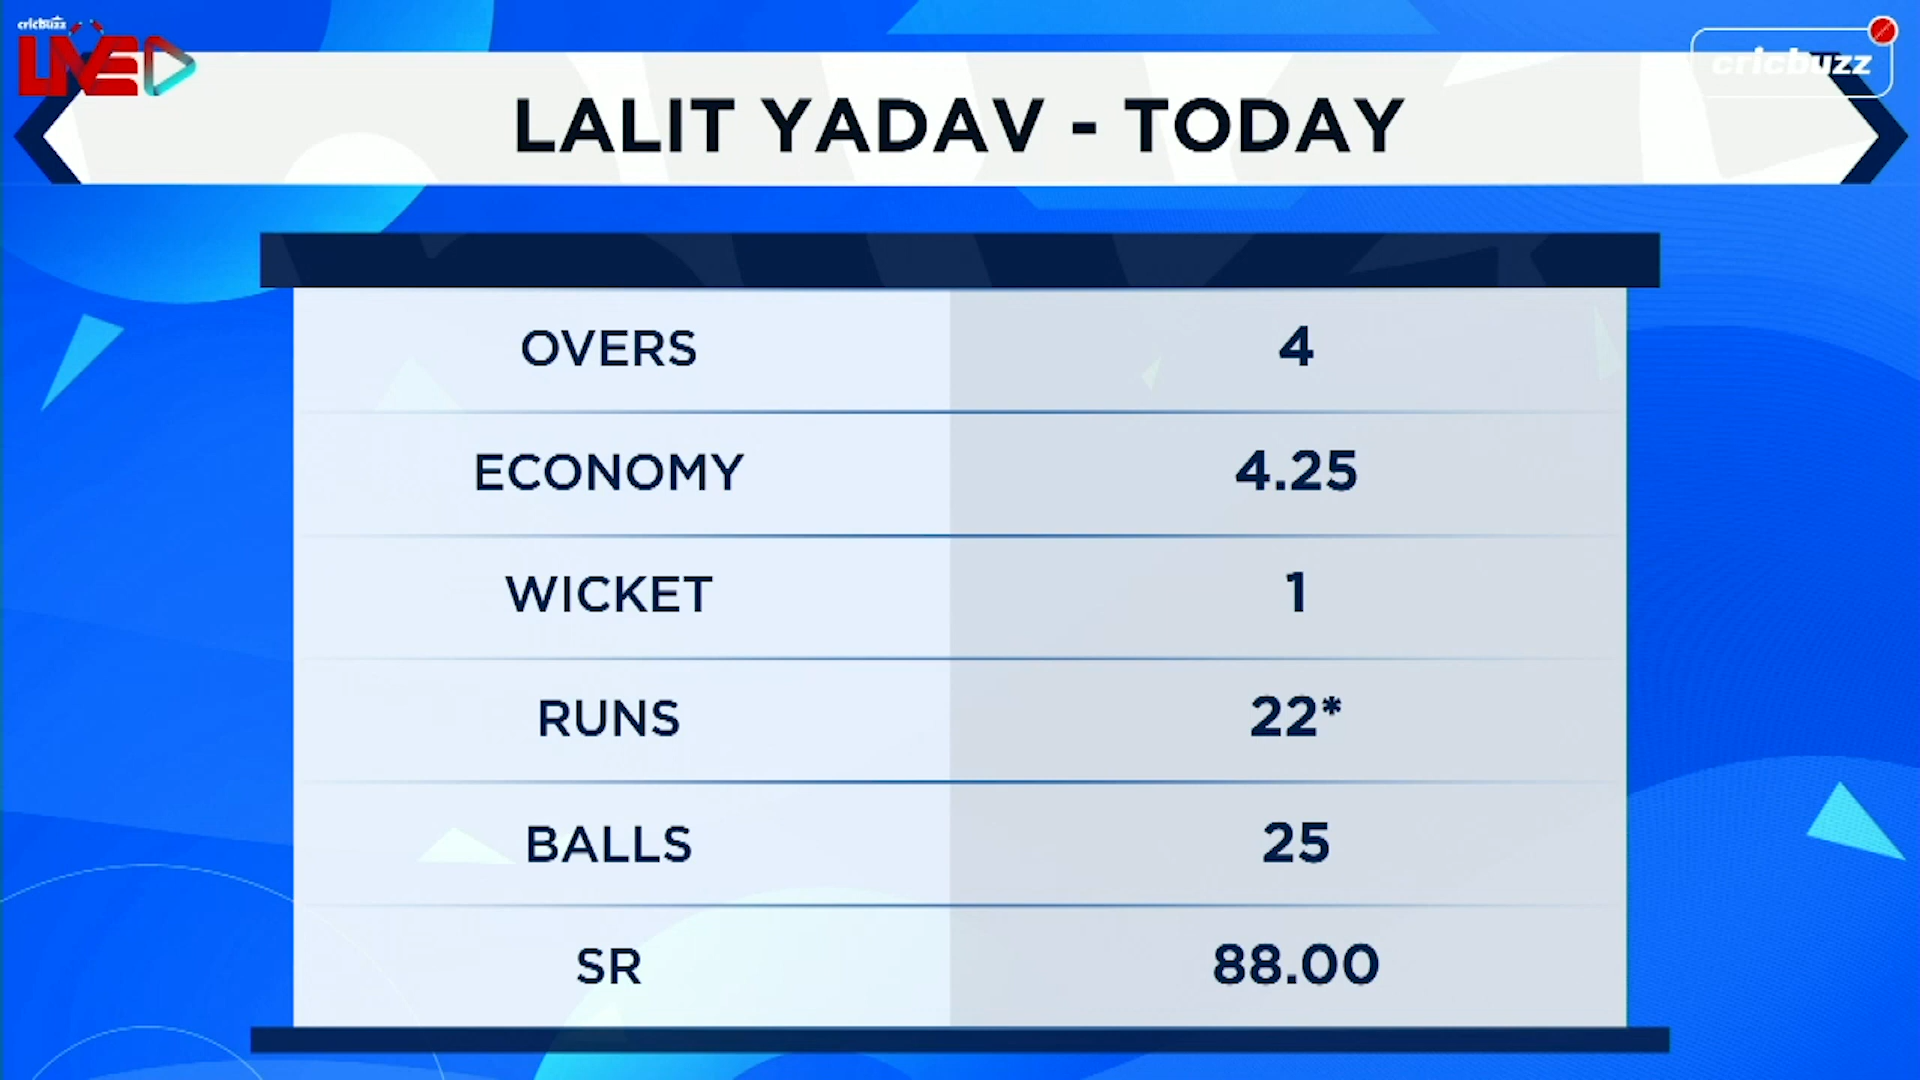 cricbuzz
LIVE
cricbuzz
LALIT YADAV - TODAY
OVERS 4
ECONOMY 4.25
WICKET 1
RUNS 22*
BALLS 25
SR 88.00